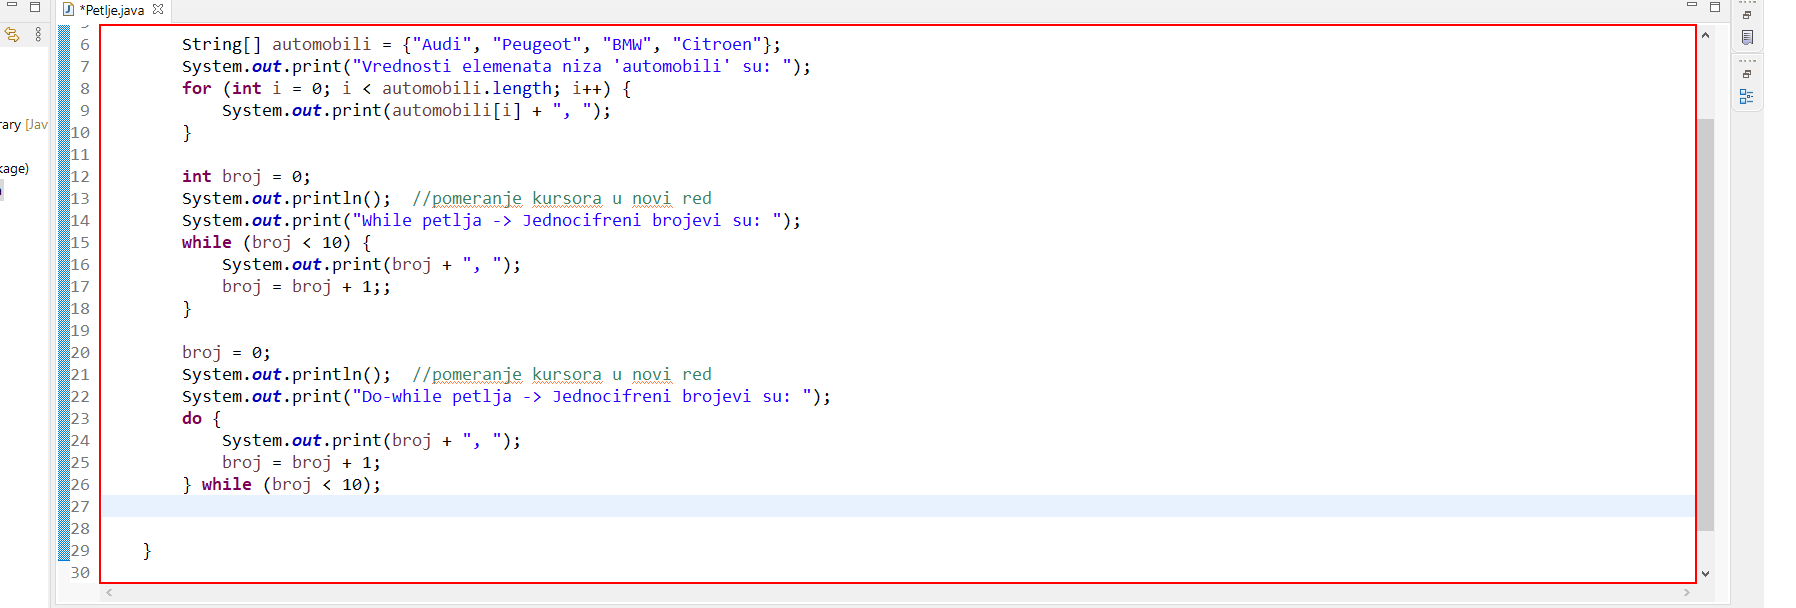 *Petlje.java
6 String[] automobili = {"Audi", "Peugeot", "BMW", "Citroen"};
7 System.out.print("Vrednosti elemenata niza 'automobili' su: ");
8 for (int i = 0; i < automobili.length; i++) {
9 System.out.print(automobili[i] + ", ");
10 }
11
12 int broj = 0;
13 System.out.println(); //pomeranje kursora u novi red
14 System.out.print("While petlja -> Jednocifreni brojevi su: ");
15 while (broj < 10) {
16 System.out.print(broj + ", ");
17 broj = broj + 1;;
18 }
19
20 broj = 0;
21 System.out.println(); //pomeranje kursora u novi red
22 System.out.print("Do-while petlja -> Jednocifreni brojevi su: ");
23 do {
24 System.out.print(broj + ", ");
25 broj = broj + 1;
26 } while (broj < 10);
27
28
29 }
30
rary [Jav
kage)